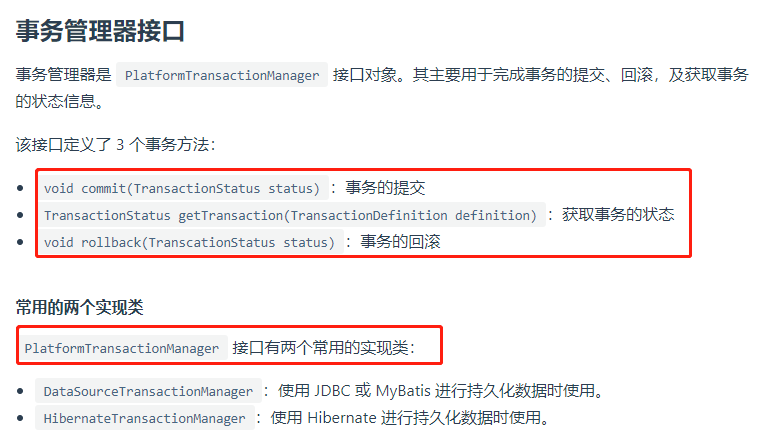 事务管理器接口
事务管理器是 PlatformTransactionManager 接口对象。其主要用于完成事务的提交、回滚，及获取事务
的状态信息。
该接口定义了 3 个事务方法：
void commit(TransactionStatus status) ：事务的提交
TransactionStatus getTransaction(TransactionDefinition definition) ：获取事务的状态
void rollback(TranscationStatus status) ：事务的回滚
常用的两个实现类
PlatformTransactionManager 接口有两个常用的实现类：
DataSourceTransactionManager ：使用 JDBC 或 MyBatis 进行持久化数据时使用。
HibernateTransactionManager ：使用 Hibernate 进行持久化数据时使用。